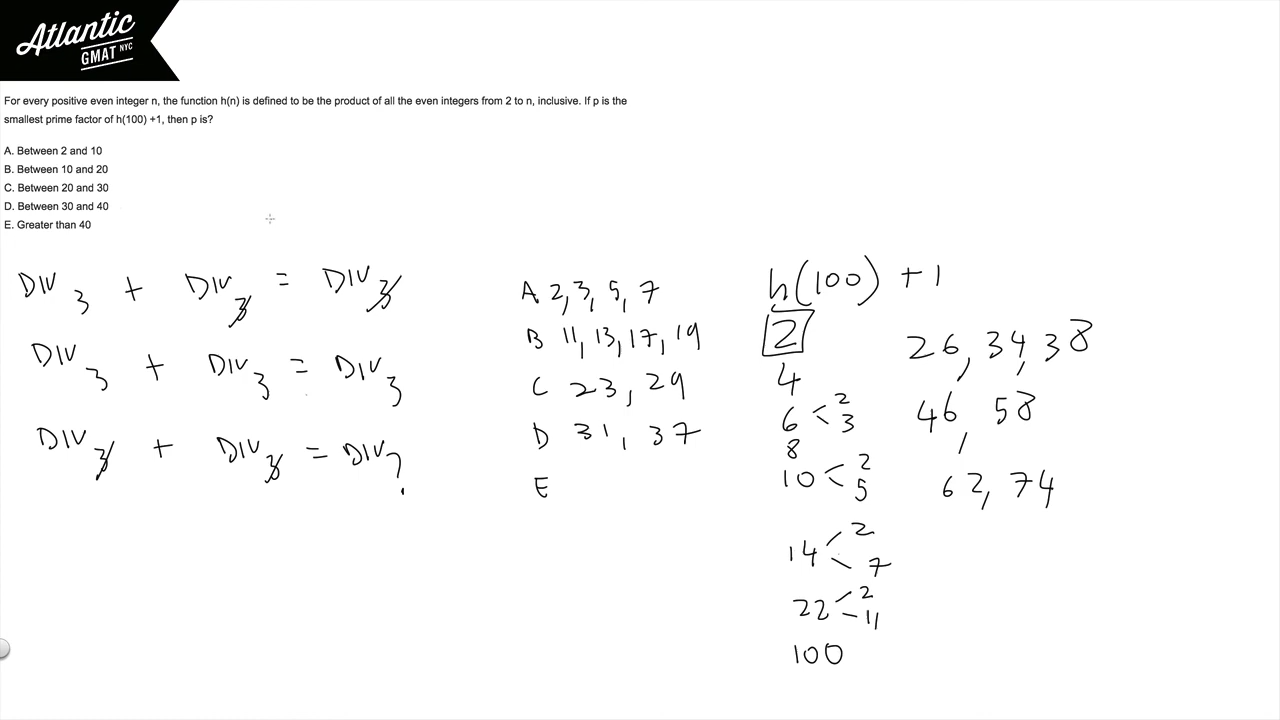 Atlantic
GMAT NYC
For every positive even integer n, the function h(n) is defined to be the product of all the even integers from 2 to n, inclusive. If p is the
smallest prime factor of h(100) +1, then p is?
A. Between 2 and 10
B. Between 10 and 20
C. Between 20 and 30
D. Between 30 and 40
E. Greater than 40
DIV 3 + DIV 3 = DIV 3
DIV 3 + DIV 3 = DIV 3
DIV 3 + DIV 3 = DIV ?
A 2, 3, 5, 7
B 11, 13, 17, 19
C 23, 29
D 31, 37
E
h(100) +1
2
4
6 < 2 3
8
10 < 2 5
14 < 2 7
22 < 2 11
100
26, 34, 38
46, 58
62, 74